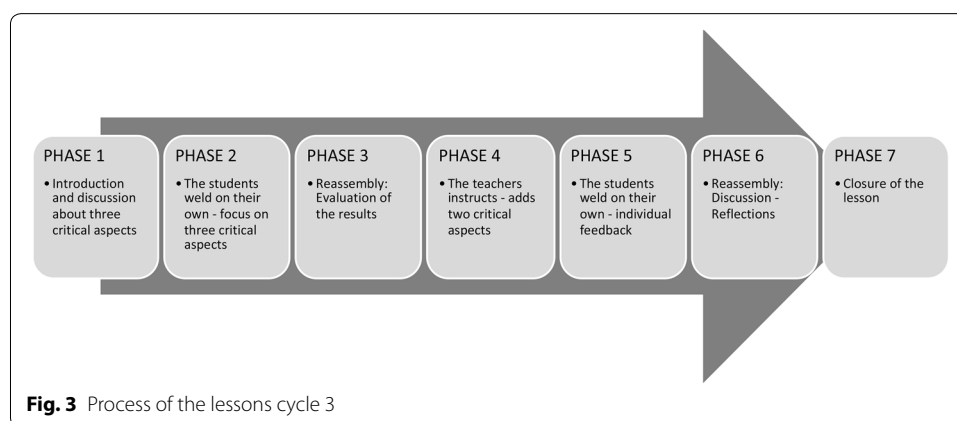 PHASE 1
• Introduction
and discussion
about three
critical aspects
PHASE 2
• The students
weld on their
own - focus on
three critical
aspects
PHASE 3
• Reassembly:
Evaluation of
the results
PHASE 4
• The teachers
instructs - adds
two critical
aspects
PHASE 5
• The students
weld on their
own - individual
feedback
PHASE 6
• Reassembly:
Discussion -
Reflections
PHASE 7
• Closure of the
lesson
Fig. 3 Process of the lessons cycle 3